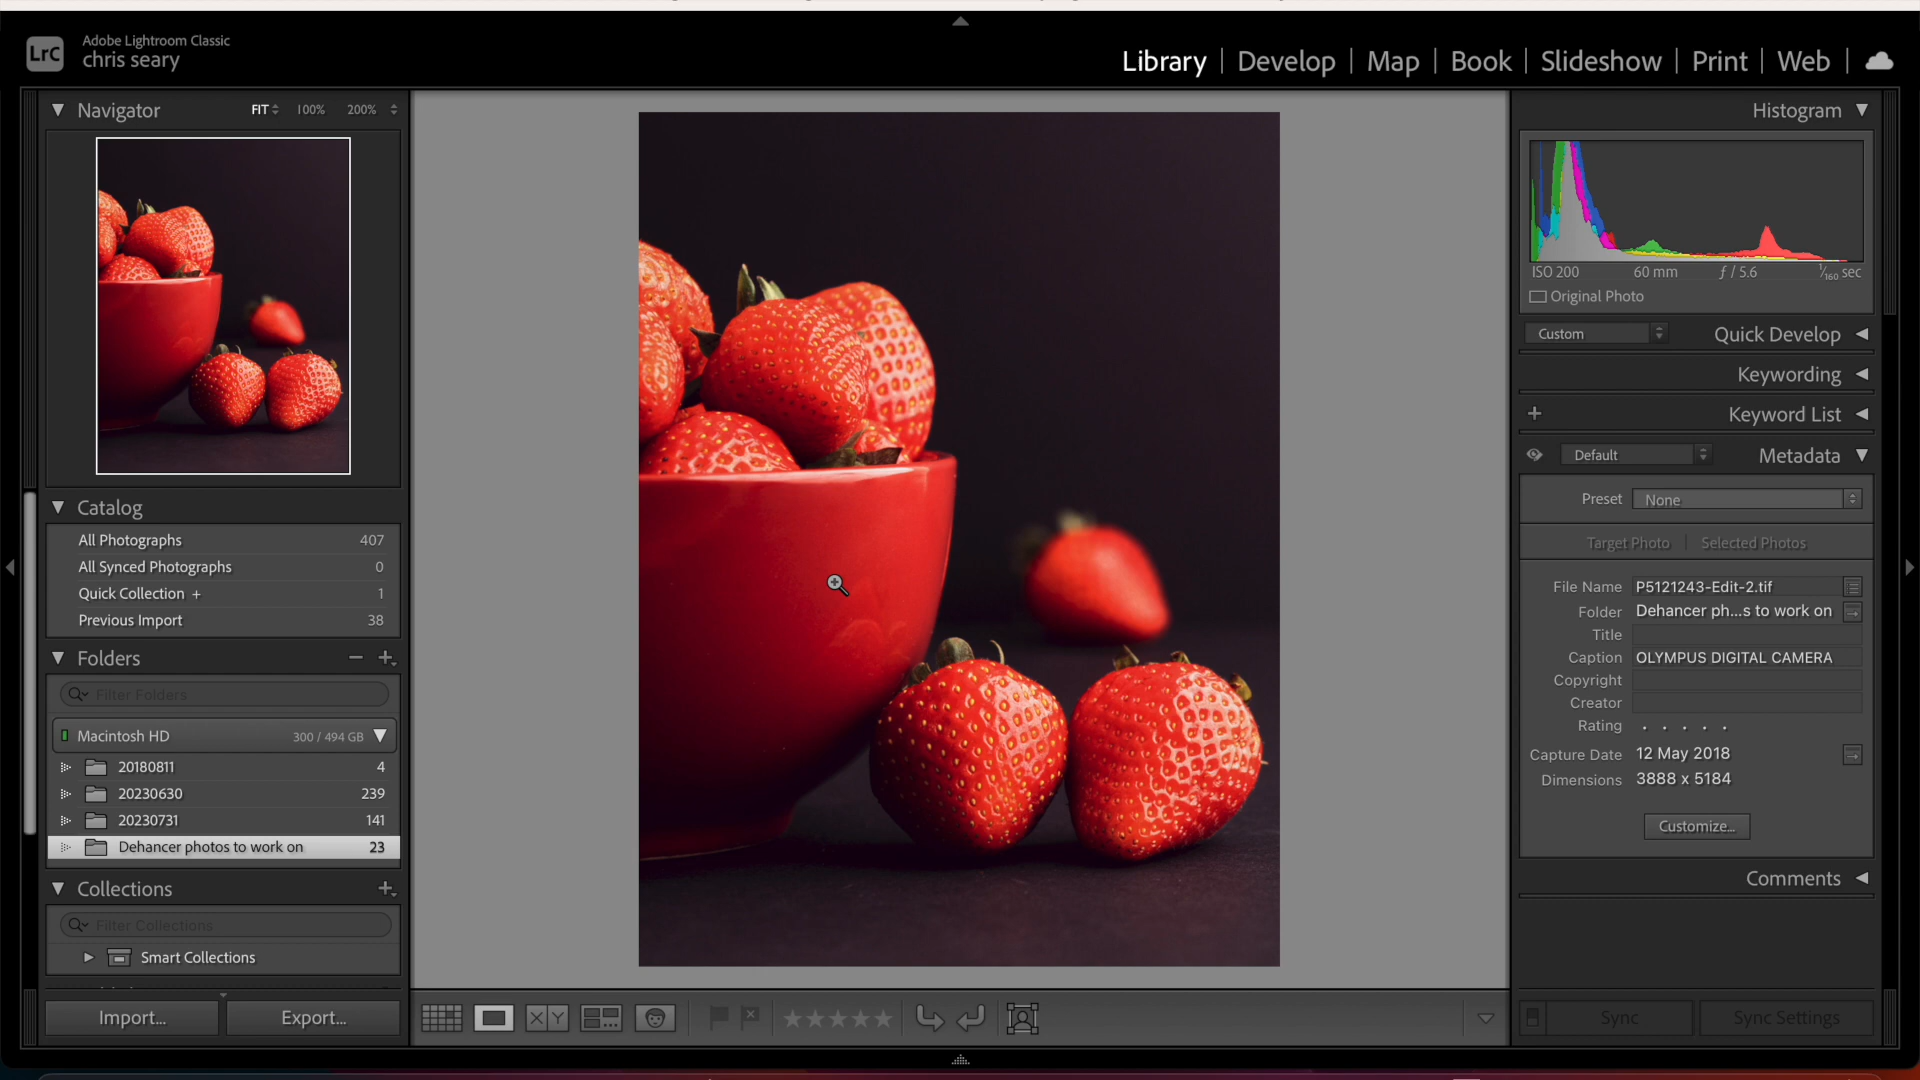 LrC
Adobe Lightroom Classic
chris seary
Library | Develop | Map | Book | Slideshow | Print | Web
Navigator FIT 100% 200%
Catalog
All Photographs 407
All Synced Photographs 0
Quick Collection + 1
Previous Import 38
Folders
Filter Folders
Macintosh HD 300 / 494 GB
20180811 4
20230630 239
20230731 141
Dehancer photos to work on 23
Collections
Filter Collections
Smart Collections
Import...
Export...
X Y
Histogram
ISO 200 60 mm ƒ / 5.6 1/160 sec
Original Photo
Custom Quick Develop
Keywording
Keyword List
Default Metadata
Preset None
Target Photo Selected Photos
File Name P5121243-Edit-2.tif
Folder Dehancer ph...s to work on
Title
Caption OLYMPUS DIGITAL CAMERA
Copyright
Creator
Rating
Capture Date 12 May 2018
Dimensions 3888 x 5184
Customize...
Comments
Sync
Sync Settings